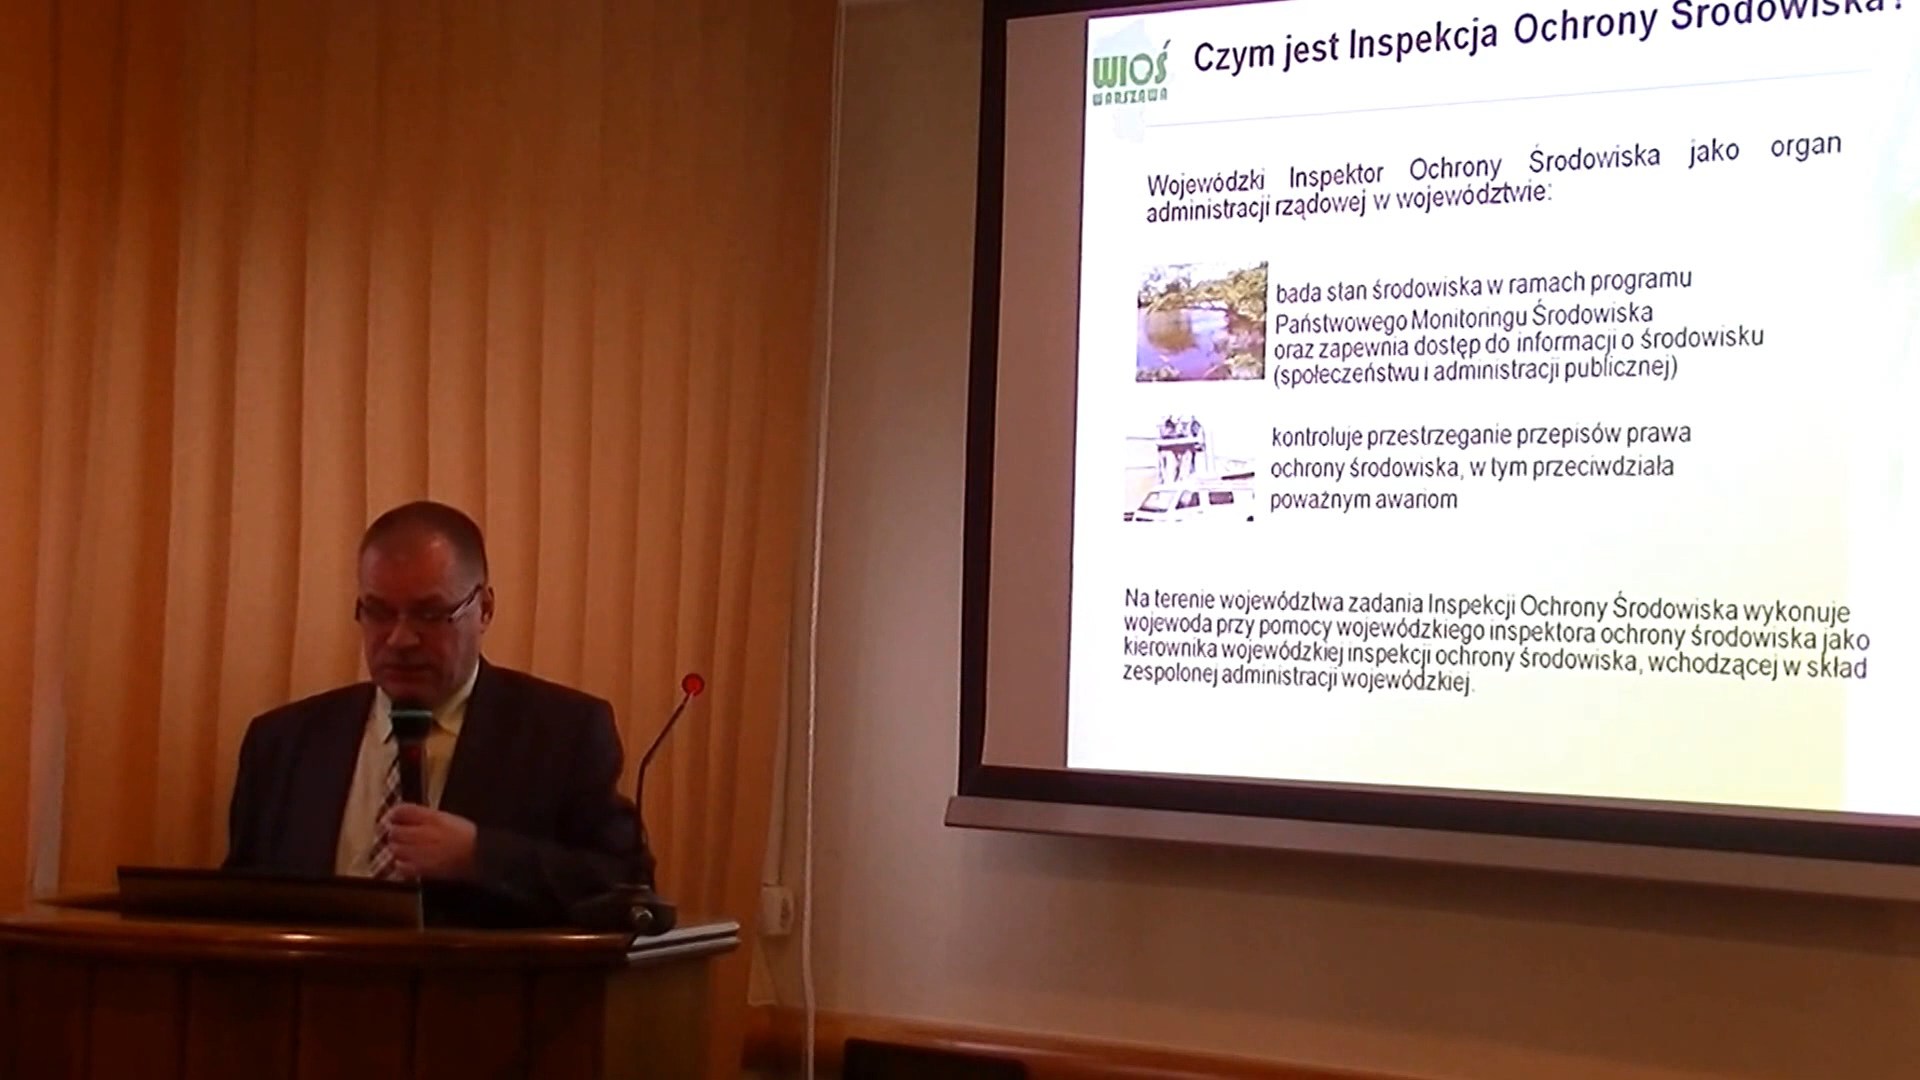 WIOŚ
WARSZAWA
Czym jest Inspekcja Ochrony Środowiska?
Wojewódzki Inspektor Ochrony Środowiska jako organ
administracji rządowej w województwie:
bada stan środowiska w ramach programu
Państwowego Monitoringu Środowiska
oraz zapewnia dostęp do informacji o środowisku
(społeczeństwu i administracji publicznej)
kontroluje przestrzeganie przepisów prawa
ochrony środowiska, w tym przeciwdziała
poważnym awariom
Na terenie województwa zadania Inspekcji Ochrony Środowiska wykonuje
wojewoda przy pomocy wojewódzkiego inspektora ochrony środowiska jako
kierownika wojewódzkiej inspekcji ochrony środowiska, wchodzącej w skład
zespolonej administracji wojewódzkiej.